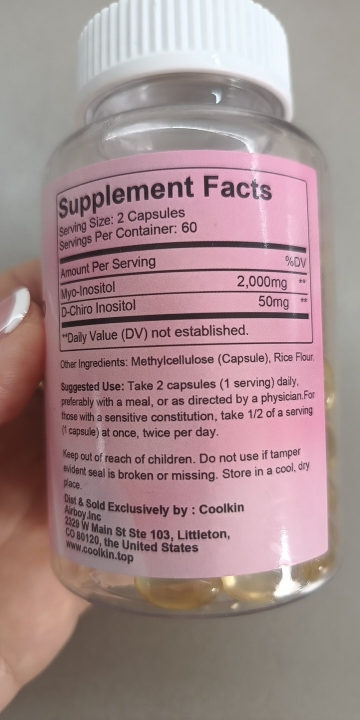 Supplement Facts
Serving Size: 2 Capsules
Servings Per Container: 60
Amount Per Serving %DV
Myo-Inositol 2,000mg **
D-Chiro Inositol 50mg **
**Daily Value (DV) not established.
Other Ingredients: Methylcellulose (Capsule), Rice Flour.
Suggested Use: Take 2 capsules (1 serving) daily,
preferably with a meal, or as directed by a physician.For
those with a sensitive constitution, take 1/2 of a serving
(1 capsule) at once, twice per day.
Keep out of reach of children. Do not use if tamper
evident seal is broken or missing. Store in a cool, dry
place.
Dist & Sold Exclusively by : Coolkin
Airboy.Inc
2329 W Main St Ste 103, Littleton,
CO 80120, the United States
www.coolkin.top